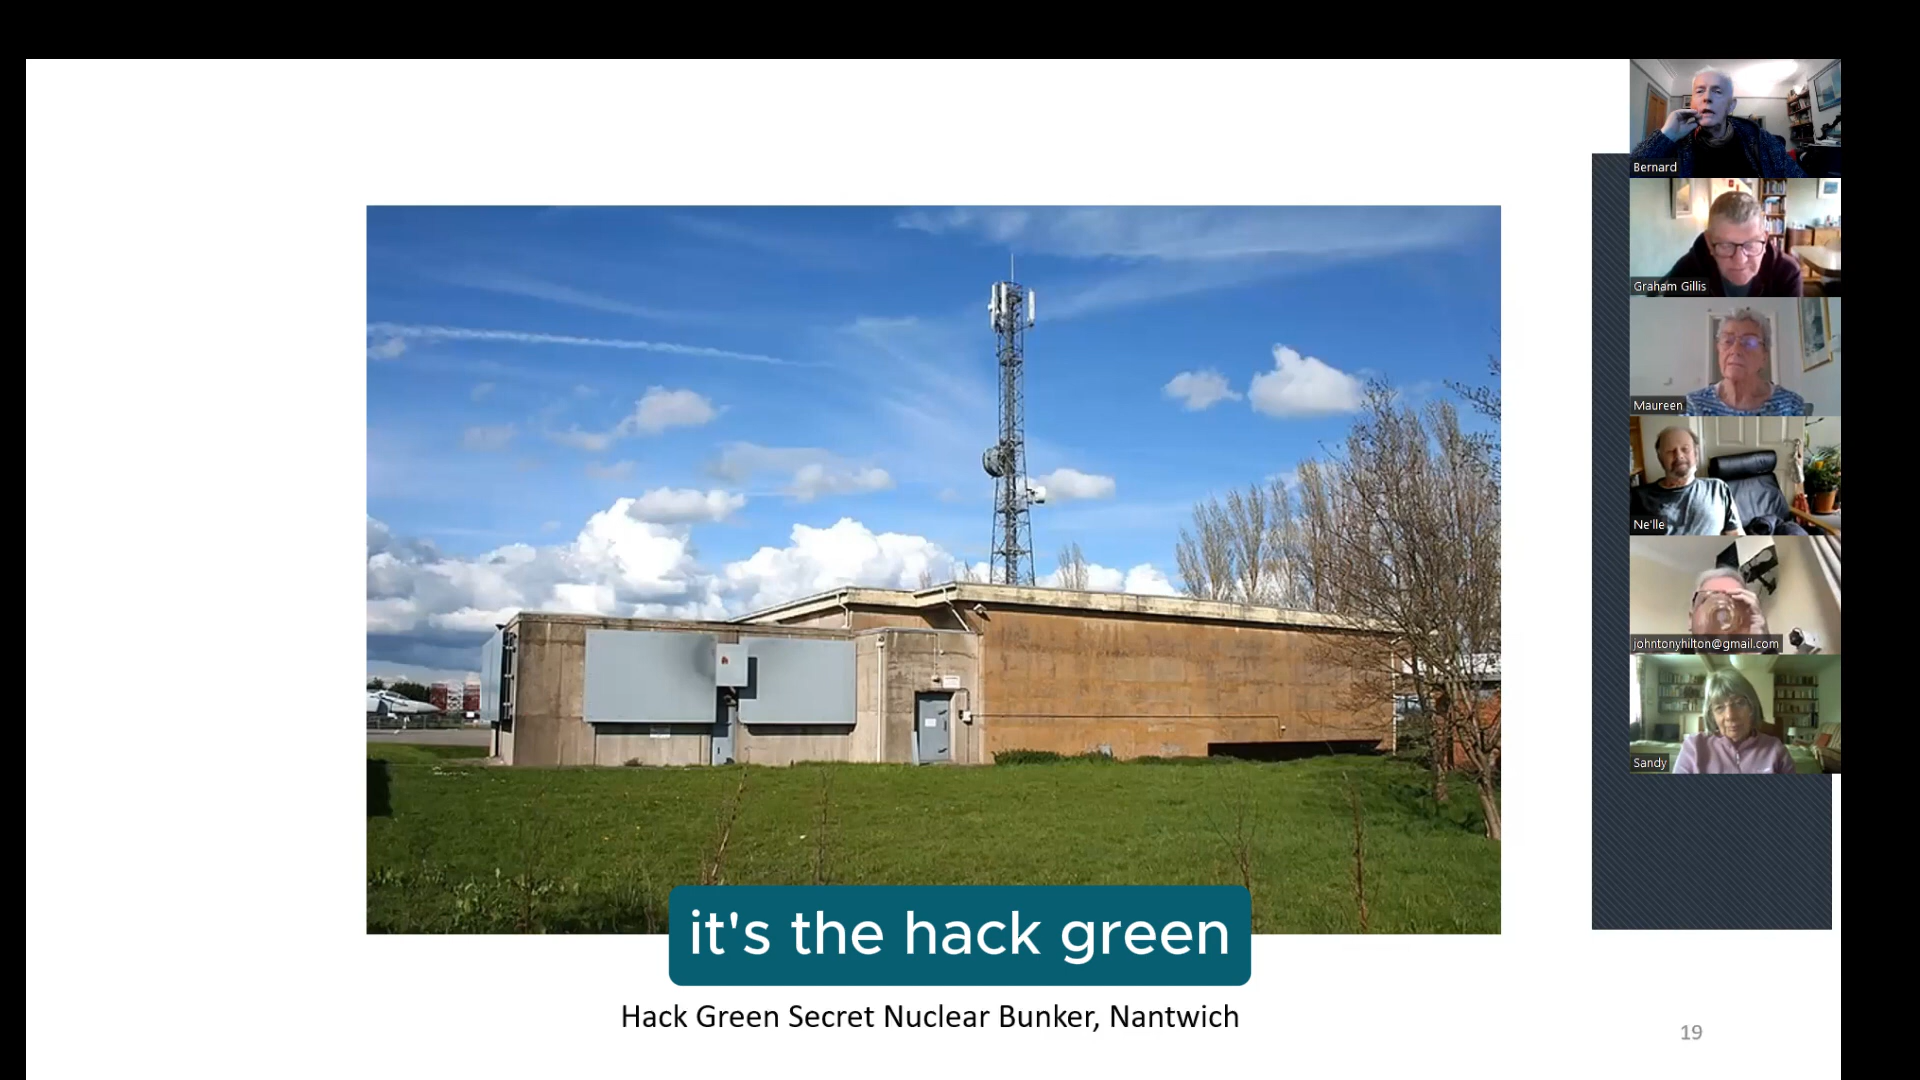 Bernard
Graham Gillis
Maureen
Ne'lle
johntonyhilton@gmail.com
Sandy
it's the hack green
Hack Green Secret Nuclear Bunker, Nantwich
19